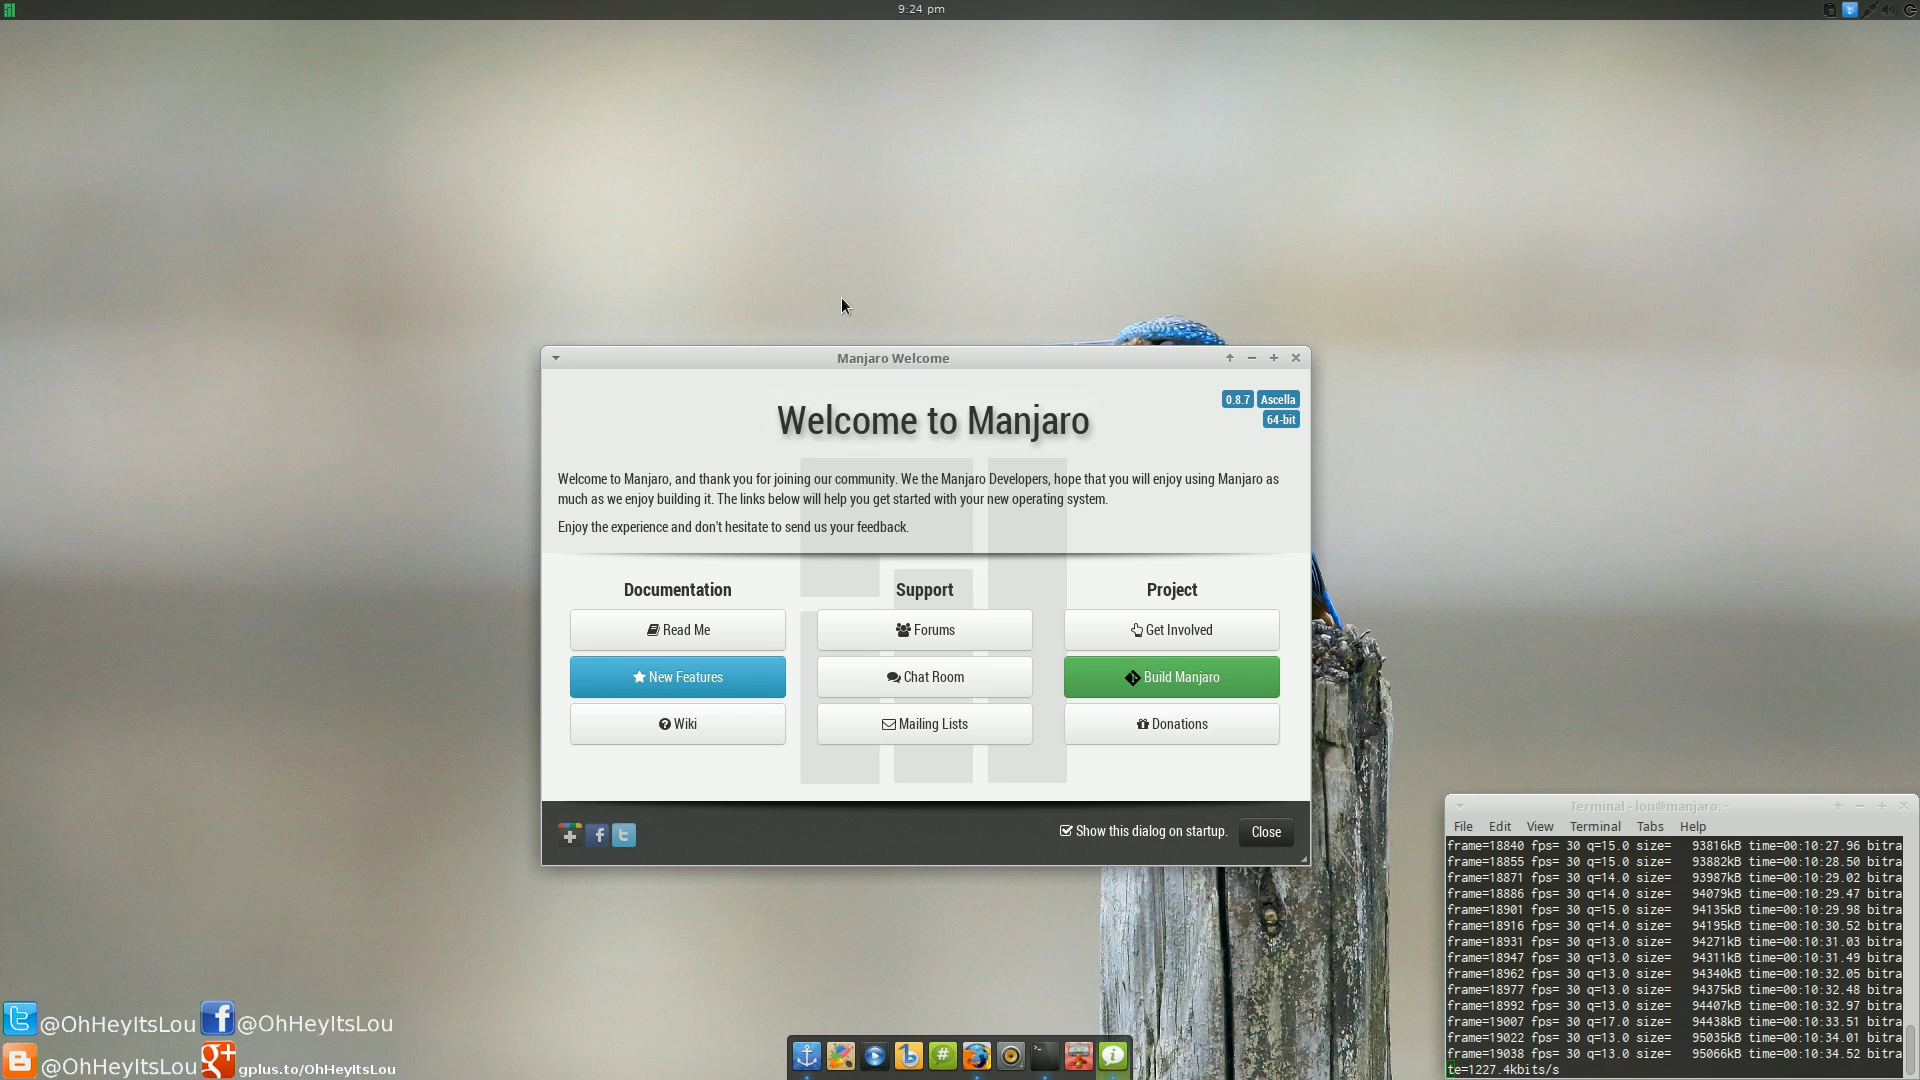 9:24 pm
Manjaro Welcome
Welcome to Manjaro
0.8.7 Ascella
64-bit
Welcome to Manjaro, and thank you for joining our community. We the Manjaro Developers, hope that you will enjoy using Manjaro as
much as we enjoy building it. The links below will help you get started with your new operating system.
Enjoy the experience and don't hesitate to send us your feedback.
Documentation
Read Me
New Features
Wiki
Support
Forums
Chat Room
Mailing Lists
Project
Get Involved
Build Manjaro
Donations
Show this dialog on startup.
Close
Terminal - lou@manjaro:~
File Edit View Terminal Tabs Help
frame=18840 fps= 30 q=15.0 size=   93816kB time=00:10:27.96 bitra
frame=18855 fps= 30 q=15.0 size=   93882kB time=00:10:28.50 bitra
frame=18871 fps= 30 q=14.0 size=   93987kB time=00:10:29.02 bitra
frame=18886 fps= 30 q=14.0 size=   94079kB time=00:10:29.47 bitra
frame=18901 fps= 30 q=15.0 size=   94135kB time=00:10:29.98 bitra
frame=18916 fps= 30 q=14.0 size=   94195kB time=00:10:30.52 bitra
frame=18931 fps= 30 q=13.0 size=   94271kB time=00:10:31.03 bitra
frame=18947 fps= 30 q=13.0 size=   94311kB time=00:10:31.49 bitra
frame=18962 fps= 30 q=13.0 size=   94340kB time=00:10:32.05 bitra
frame=18977 fps= 30 q=13.0 size=   94375kB time=00:10:32.48 bitra
frame=18992 fps= 30 q=13.0 size=   94407kB time=00:10:32.97 bitra
frame=19007 fps= 30 q=17.0 size=   94438kB time=00:10:33.51 bitra
frame=19022 fps= 30 q=13.0 size=   95035kB time=00:10:34.01 bitra
frame=19038 fps= 30 q=13.0 size=   95066kB time=00:10:34.52 bitra
te=1227.4kbits/s
@OhHeyItsLou @OhHeyItsLou
@OhHeyItsLou gplus.to/OhHeyItsLou